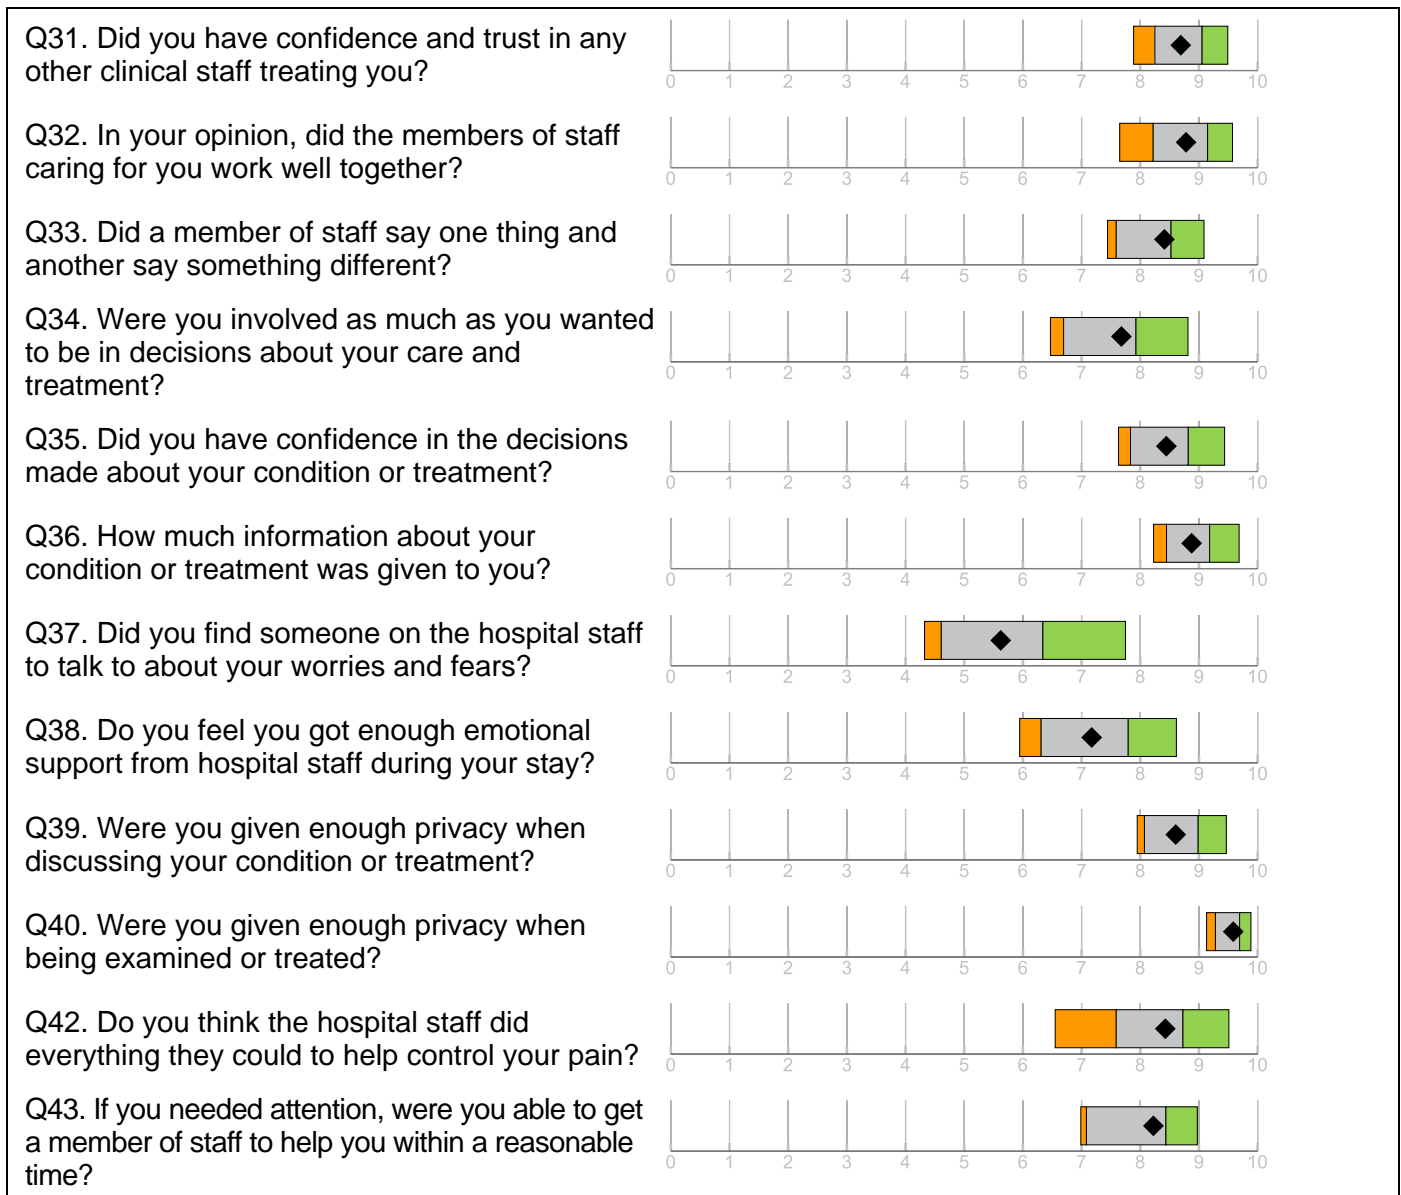 Q31. Did you have confidence and trust in any
other clinical staff treating you?
0 1 2 3 4 5 6 7 8 9 10
Q32. In your opinion, did the members of staff
caring for you work well together?
0 1 2 3 4 5 6 7 8 9 10
Q33. Did a member of staff say one thing and
another say something different?
0 1 2 3 4 5 6 7 8 9 10
Q34. Were you involved as much as you wanted
to be in decisions about your care and
treatment?
0 1 2 3 4 5 6 7 8 9 10
Q35. Did you have confidence in the decisions
made about your condition or treatment?
0 1 2 3 4 5 6 7 8 9 10
Q36. How much information about your
condition or treatment was given to you?
0 1 2 3 4 5 6 7 8 9 10
Q37. Did you find someone on the hospital staff
to talk to about your worries and fears?
0 1 2 3 4 5 6 7 8 9 10
Q38. Do you feel you got enough emotional
support from hospital staff during your stay?
0 1 2 3 4 5 6 7 8 9 10
Q39. Were you given enough privacy when
discussing your condition or treatment?
0 1 2 3 4 5 6 7 8 9 10
Q40. Were you given enough privacy when
being examined or treated?
0 1 2 3 4 5 6 7 8 9 10
Q42. Do you think the hospital staff did
everything they could to help control your pain?
0 1 2 3 4 5 6 7 8 9 10
Q43. If you needed attention, were you able to get
a member of staff to help you within a reasonable
time?
0 1 2 3 4 5 6 7 8 9 10